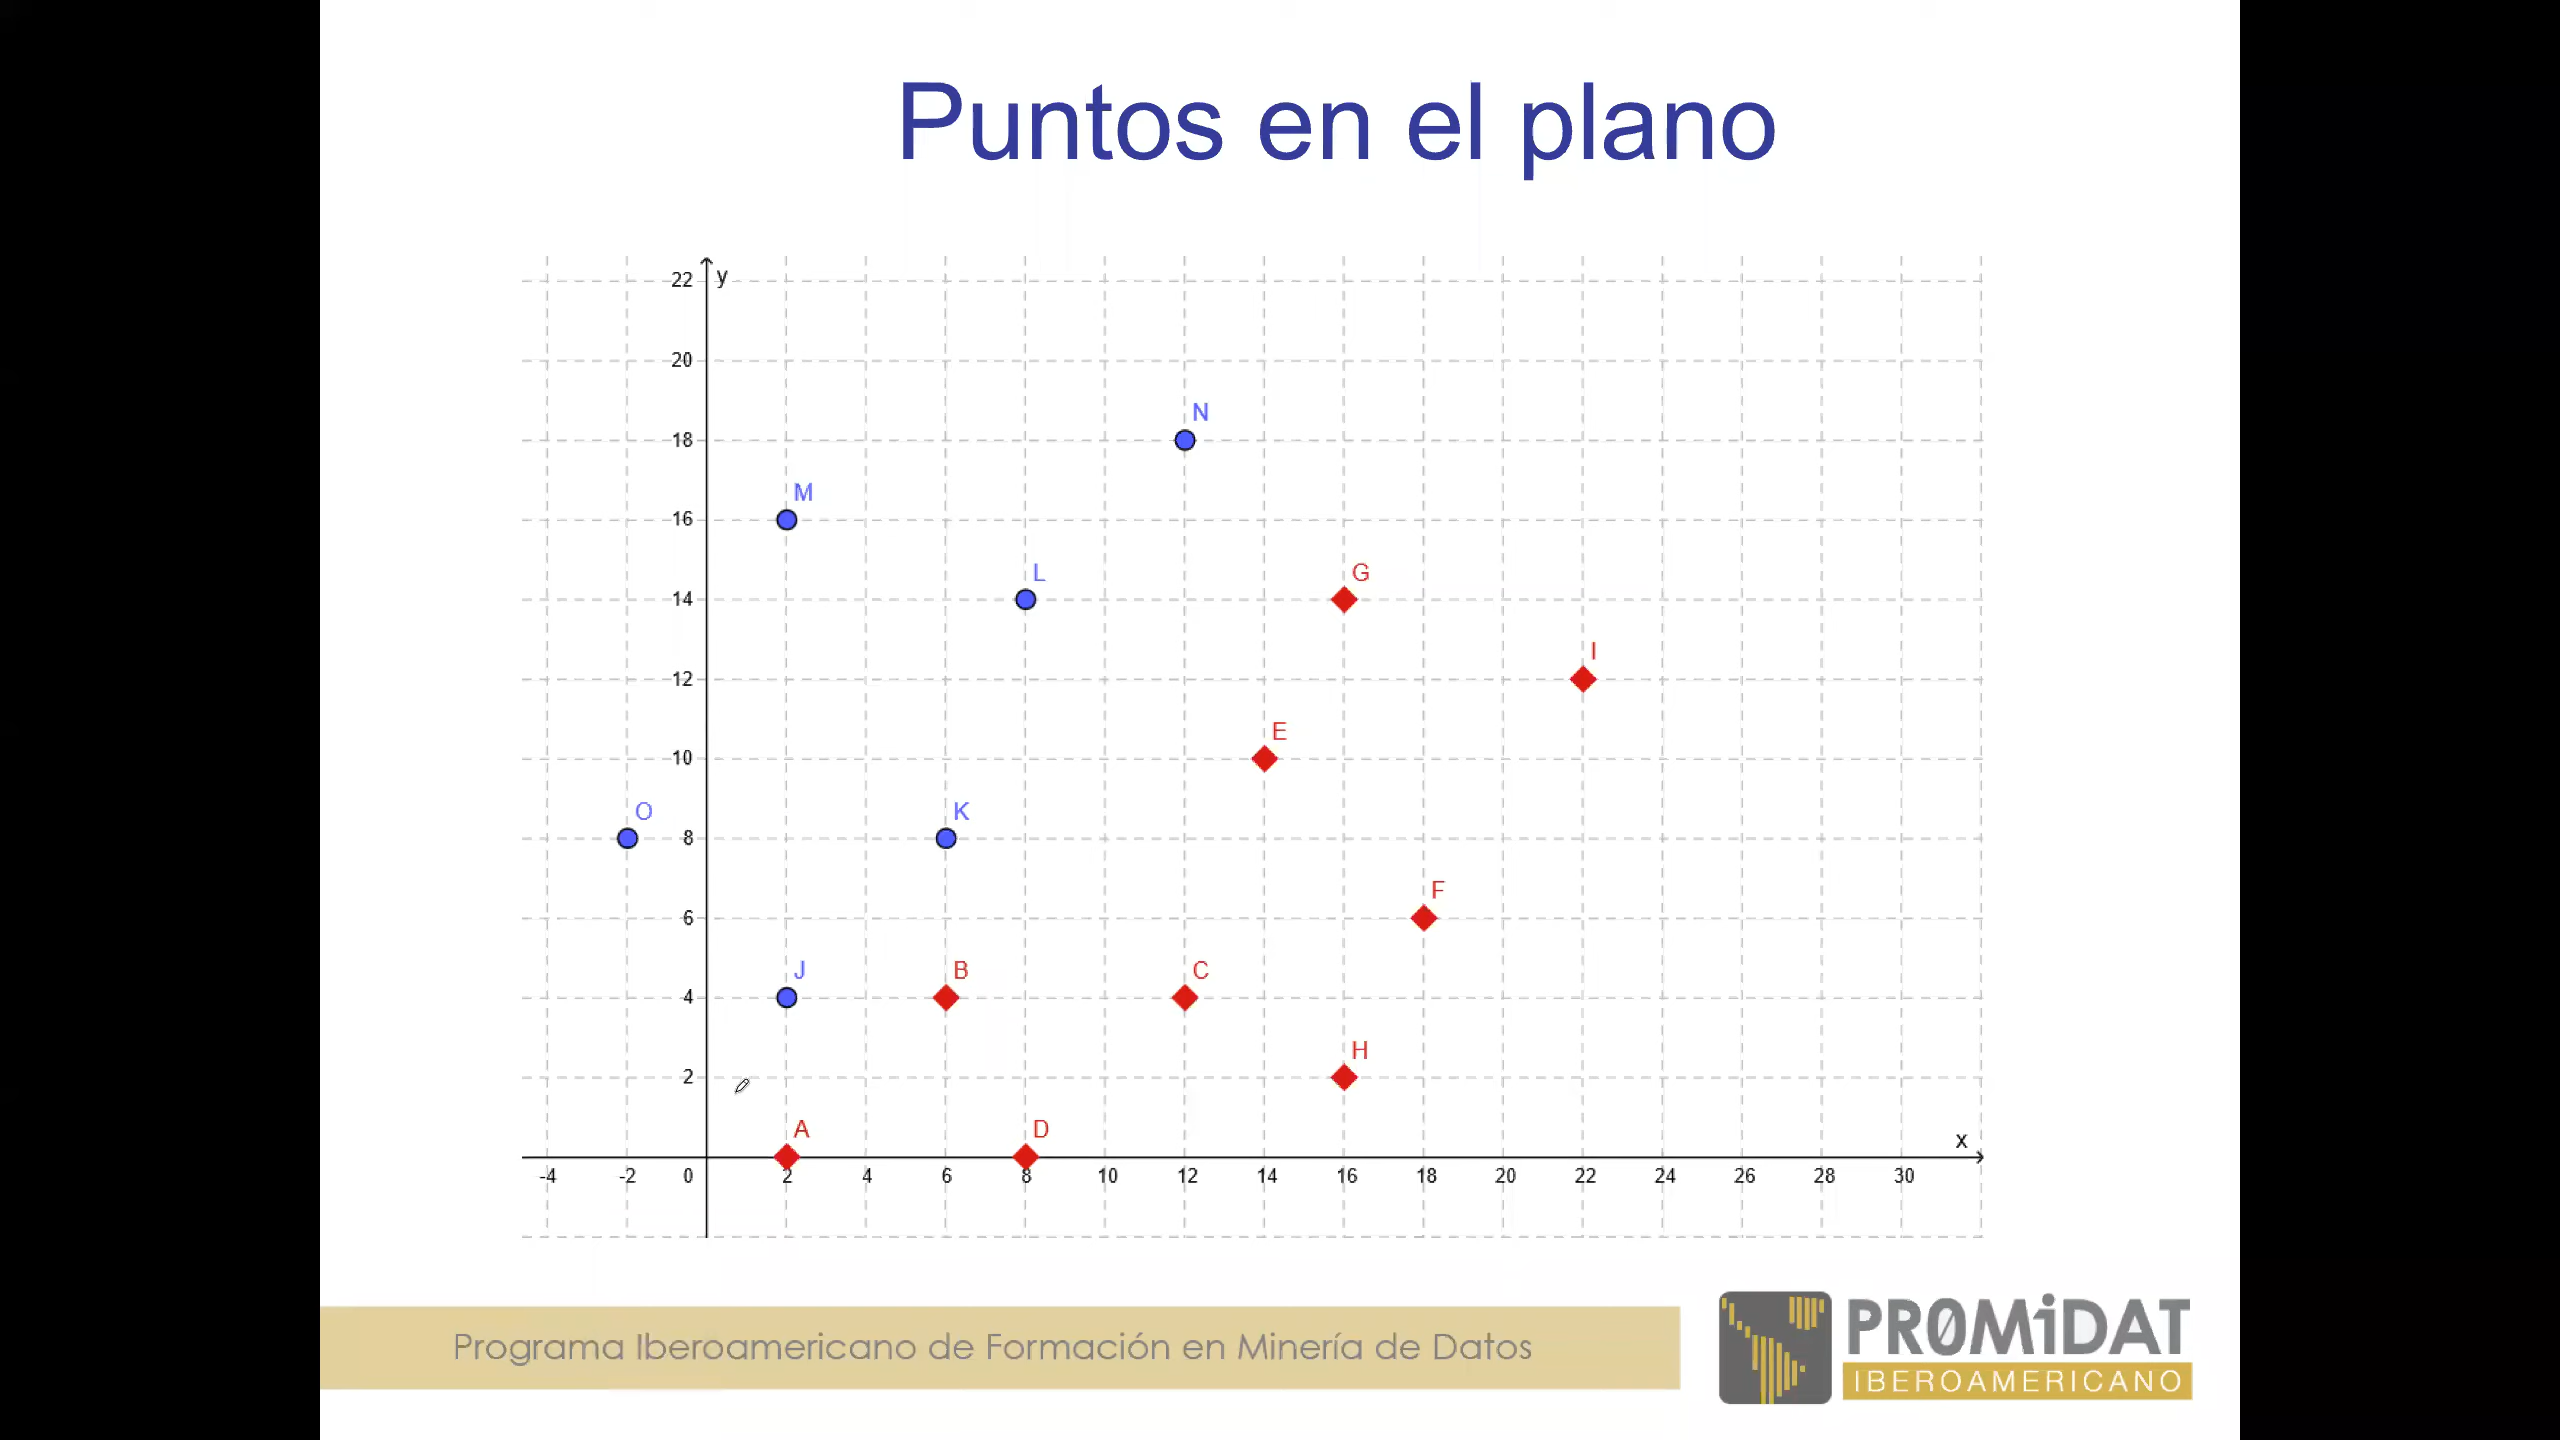 Puntos en el plano
22 y
20
N
18
M
16
L G
14
I
12
E
10
O K
8
F
6
J B C
4
H
2
A D
x
-4 -2 0 2 4 6 8 10 12 14 16 18 20 22 24 26 28 30
Programa Iberoamericano de Formación en Minería de Datos
PR0MiDAT
IBEROAMERICANO